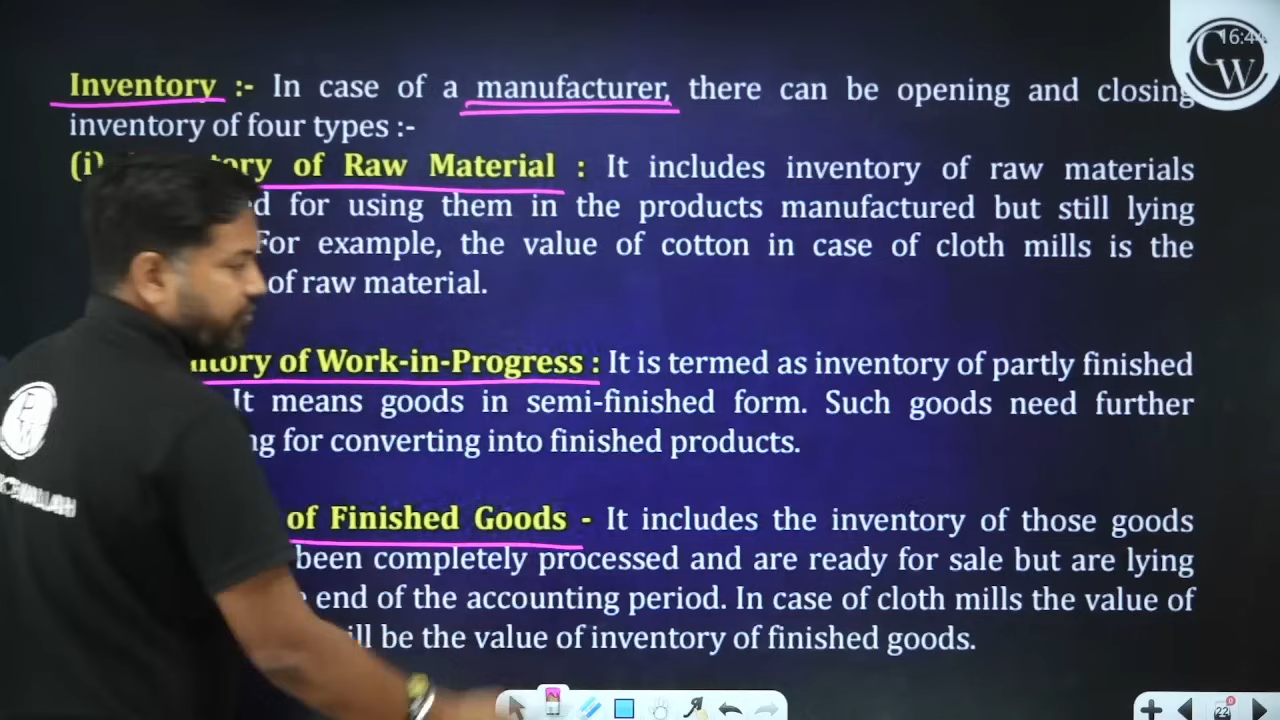 Inventory :- In case of a manufacturer, there can be opening and closing
inventory of four types :-
(i) of Raw Material : It includes inventory of raw materials
for using them in the products manufactured but still lying
For example, the value of cotton in case of cloth mills is the
of raw material.
of Work-in-Progress : It is termed as inventory of partly finished
It means goods in semi-finished form. Such goods need further
for converting into finished products.
of Finished Goods - It includes the inventory of those goods
been completely processed and are ready for sale but are lying
end of the accounting period. In case of cloth mills the value of
be the value of inventory of finished goods.
CW
22